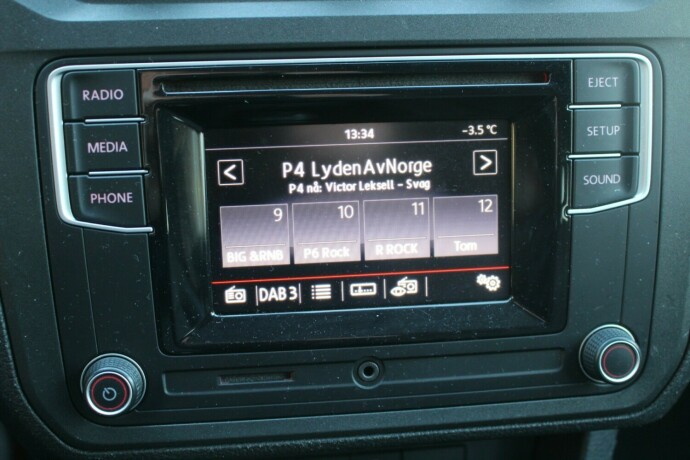 RADIO
MEDIA
PHONE
EJECT
SETUP
SOUND
13:34 -3.5 °C
< P4 LydenAvNorge >
P4 nå: Victor Leksell - Svag
9 10 11 12
BIG &RNB P6 Rock R ROCK Tom
DAB 3